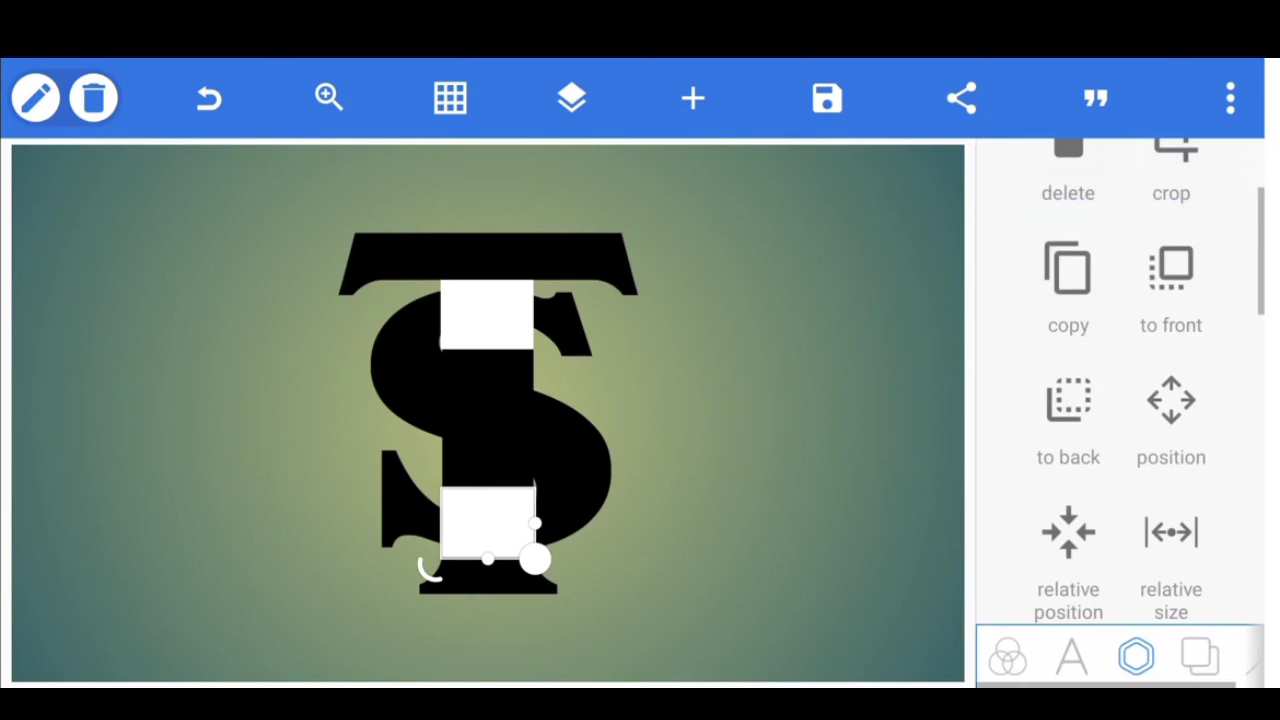 T
S
delete crop
copy to front
to back position
relative relative
position size